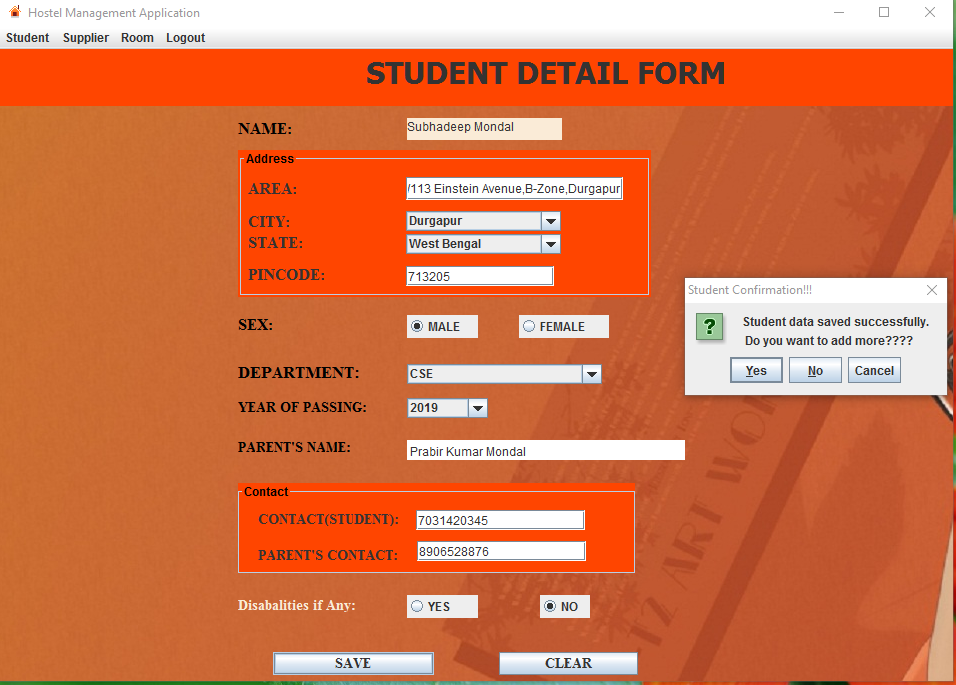 Hostel Management Application
Student Supplier Room Logout
STUDENT DETAIL FORM
NAME: Subhadeep Mondal
Address
AREA: /113 Einstein Avenue,B-Zone,Durgapur
CITY: Durgapur
STATE: West Bengal
PINCODE: 713205
SEX: MALE FEMALE
DEPARTMENT: CSE
YEAR OF PASSING: 2019
PARENT'S NAME: Prabir Kumar Mondal
Contact
CONTACT(STUDENT): 7031420345
PARENT'S CONTACT: 8906528876
Disabalities if Any: YES NO
SAVE CLEAR
Student Confirmation!!!
?
Student data saved successfully.
Do you want to add more????
Yes No Cancel
ART WOR